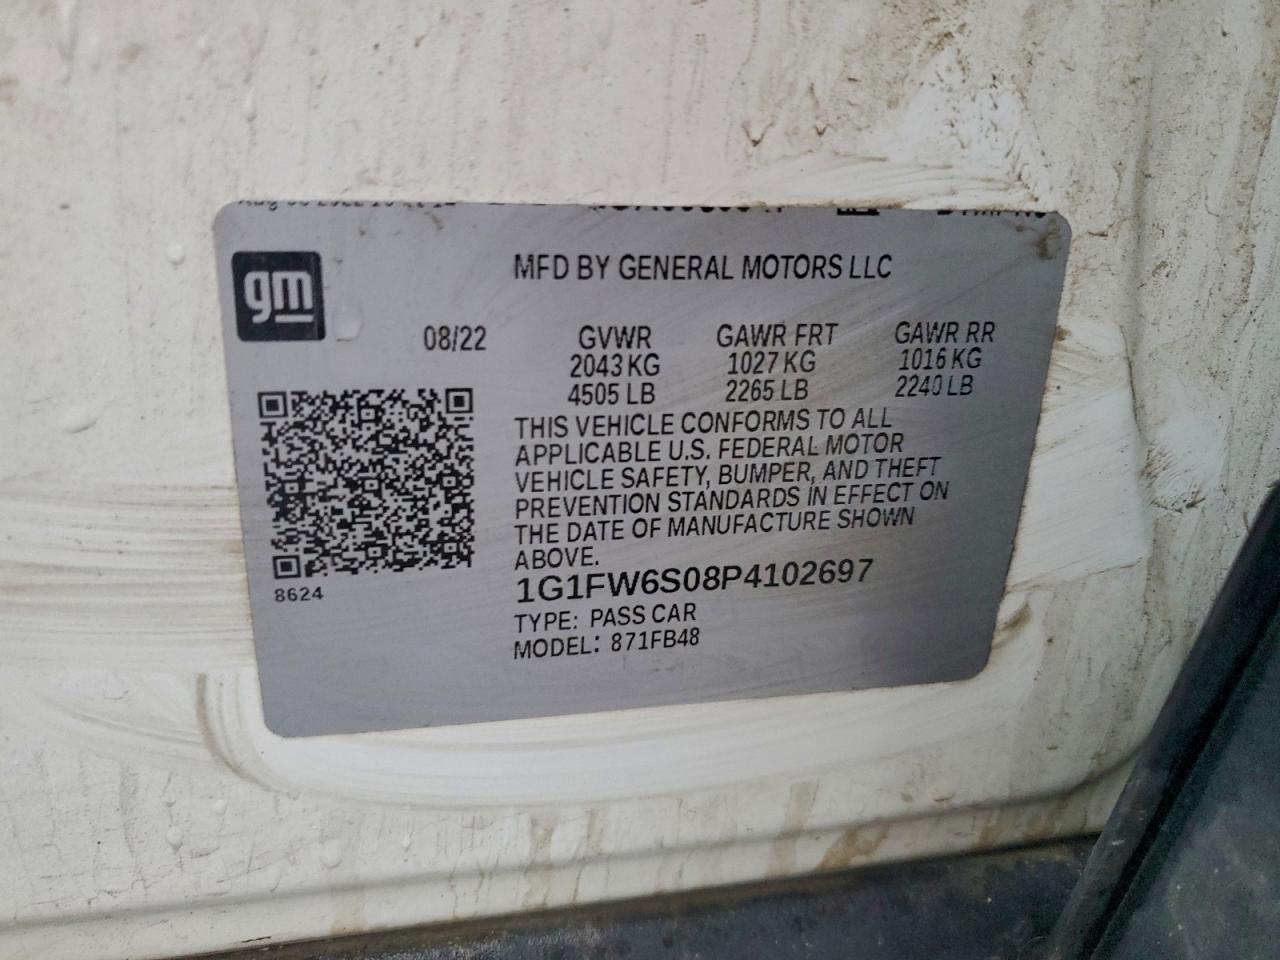 gm
MFD BY GENERAL MOTORS LLC
08/22 GVWR GAWR FRT GAWR RR
2043 KG 1027 KG 1016 KG
4505 LB 2265 LB 2240 LB
THIS VEHICLE CONFORMS TO ALL
APPLICABLE U.S. FEDERAL MOTOR
VEHICLE SAFETY, BUMPER, AND THEFT
PREVENTION STANDARDS IN EFFECT ON
THE DATE OF MANUFACTURE SHOWN
ABOVE.
8624
1G1FW6S08P4102697
TYPE: PASS CAR
MODEL: 871FB48